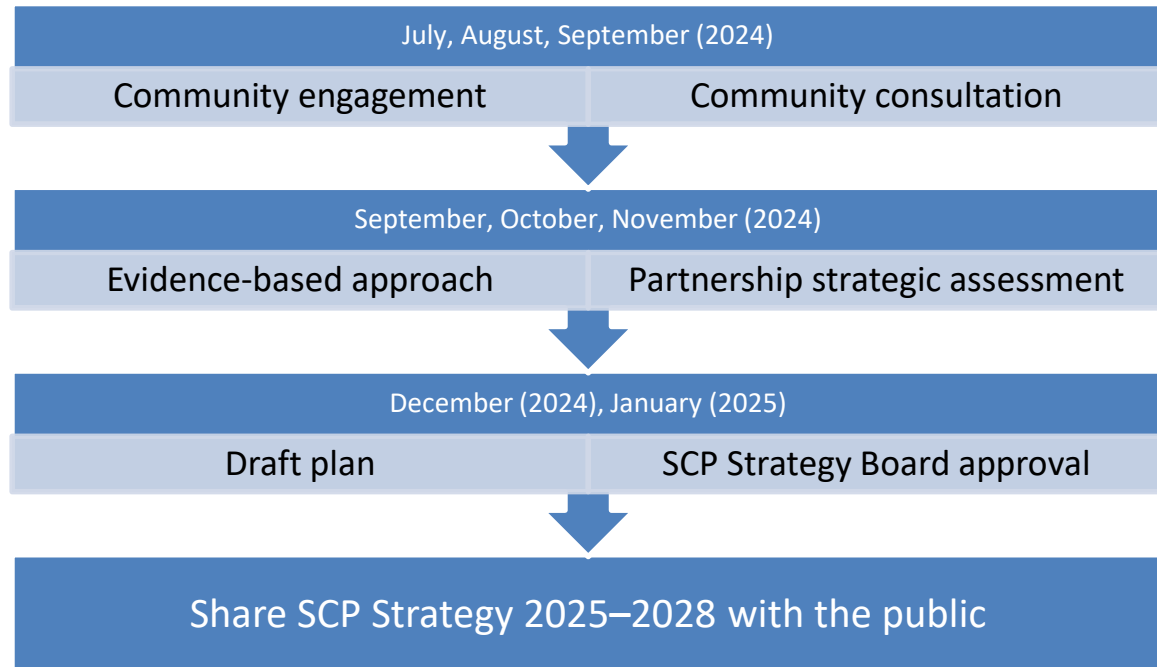 July, August, September (2024)
Community engagement
Community consultation
September, October, November (2024)
Evidence-based approach
Partnership strategic assessment
December (2024), January (2025)
Draft plan
SCP Strategy Board approval
Share SCP Strategy 2025–2028 with the public